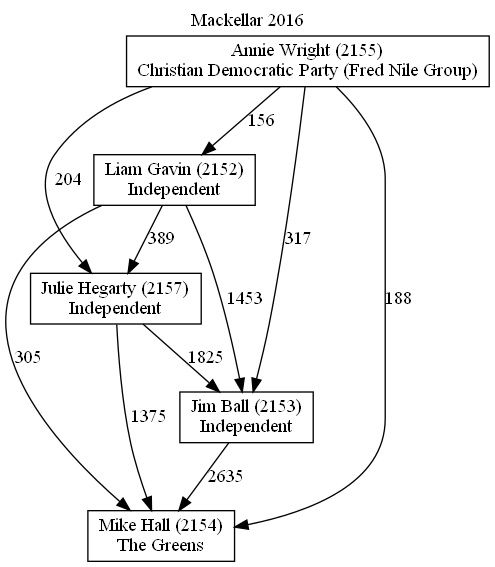 Mackellar 2016
Annie Wright (2155)
Christian Democratic Party (Fred Nile Group)
156
Liam Gavin (2152)
Independent
204
389
317
Julie Hegarty (2157)
Independent
1453
188
305
1825
Jim Ball (2153)
Independent
1375
2635
Mike Hall (2154)
The Greens